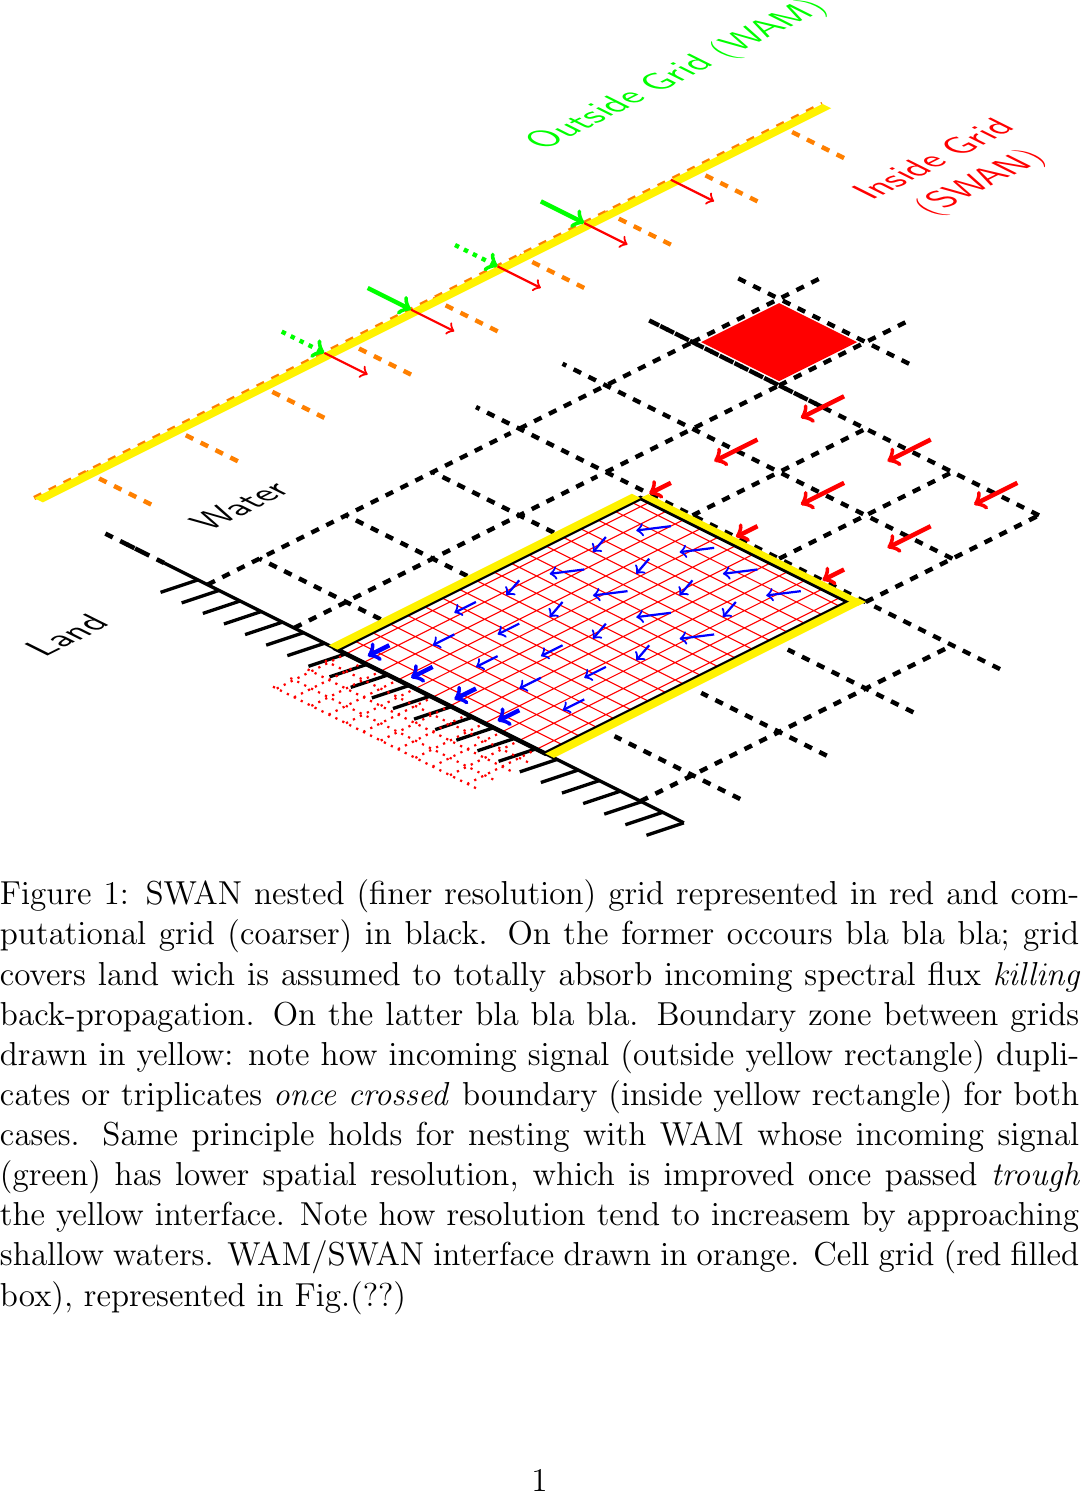 Outside Grid (WAM)
Inside Grid
(SWAN)
Water
Land
Figure 1: SWAN nested (finer resolution) grid represented in red and com-
putational grid (coarser) in black. On the former occours bla bla bla; grid
covers land wich is assumed to totally absorb incoming spectral flux killing
back-propagation. On the latter bla bla bla. Boundary zone between grids
drawn in yellow: note how incoming signal (outside yellow rectangle) dupli-
cates or triplicates once crossed boundary (inside yellow rectangle) for both
cases. Same principle holds for nesting with WAM whose incoming signal
(green) has lower spatial resolution, which is improved once passed trough
the yellow interface. Note how resolution tend to increasem by approaching
shallow waters. WAM/SWAN interface drawn in orange. Cell grid (red filled
box), represented in Fig.(??)
1